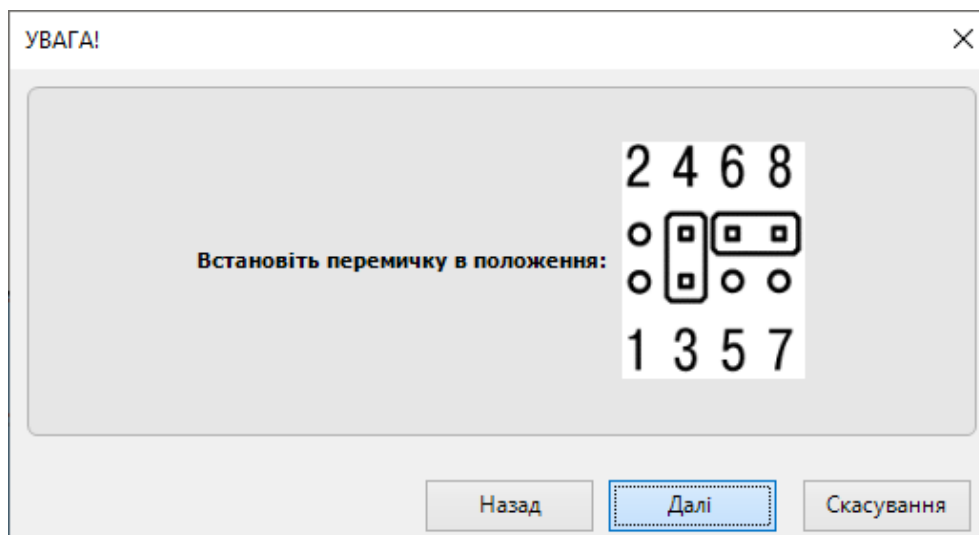 УВАГА!
2 4 6 8
Встановіть перемичку в положення:
1 3 5 7
Назад
Далі
Скасування